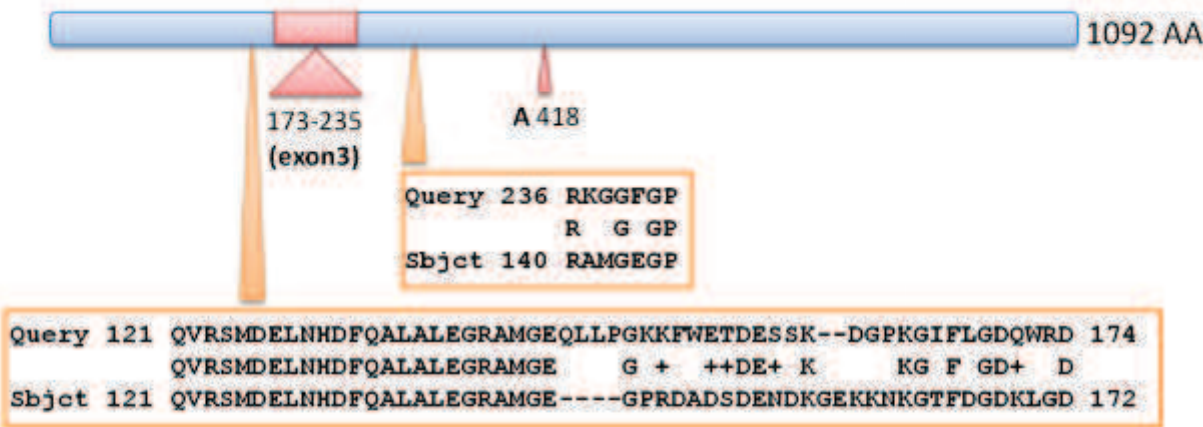 1092 AA
173-235
(exon3)
A 418
Query 236 RKGGFGP
R G GP
Sbjct 140 RAMGEGP
Query 121 QVRSMDELNHDFQALALEGRAMGEQLLPGKKFWETDESSK--DGPKGIFLGDQWRD 174
QVRSMDELNHDFQALALEGRAMGE G + ++DE+ K KG F GD+ D
Sbjct 121 QVRSMDELNHDFQALALEGRAMGE----GPRDADSDENDKGEKKNKGTFDGDKLGD 172